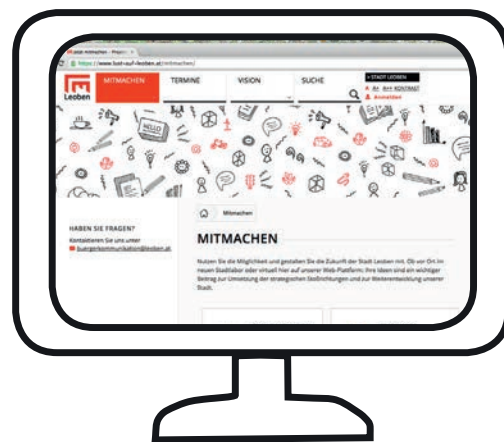 https://www.lust-auf-leoben.at/mitmachen/
Leoben
MITMACHEN
TERMINE
VISION
SUCHE
> STADT LEOBEN
A A+ A++ KONTRAST
Anmelden
HELLO
HABEN SIE FRAGEN?
Kontaktieren Sie uns unter
buergerkommunikation@leoben.at
Mitmachen
MITMACHEN
Nutzen Sie die Möglichkeit und gestalten Sie die Zukunft der Stadt Leoben mit. Ob vor Ort im
neuen Stadtlabor oder virtuell hier auf unserer Web-Plattform: Ihre Ideen sind ein wichtiger
Beitrag zur Umsetzung der strategischen Stoßrichtungen und zur Weiterentwicklung unserer
Stadt.